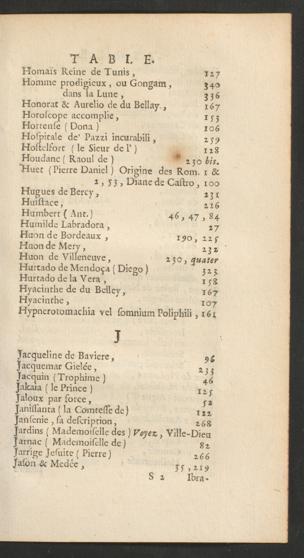 TABLE.
Homaïs Reine de Tunis, 127
Homme prodigieux, ou Gongam, 340
dans la Lune, 336
Honorat & Aurelio de du Bellay, 167
Horoscope accomplie, 153
Hortense (Dona) 106
Hospitale de' Pazzi incurabili, 259
Hostelfort (le Sieur de l') 128
Houdanc (Raoul de) 230 bis.
Huet (Pierre Daniel) Origine des Rom. 1 &
2, 53, Diane de Castro, 100
Hugues de Bercy, 231
Huistace, 216
Humbert (Ant.) 46, 47, 84
Humilde Labradora, 27
Huon de Bordeaux, 190, 225
Huon de Mery, 232
Huon de Villeneuve, 230, quater
Hurtado de Mendoça (Diego) 323
Hurtado de la Vera, 158
Hyacinthe de du Belley, 167
Hyacinthe, 107
Hypnerotomachia vel somnium Poliphili, 161
J
Jacqueline de Baviere, 96
Jacquemar Gielée, 233
Jacquin (Trophime) 46
Jakaïa (le Prince) 125
Jaloux par force, 52
Janissanta (la Comtesse de) 122
Jansenie, sa description, 268
Jardins (Mademoiselle des) Voyez, Ville-Dieu
Jarnac (Mademoiselle de) 82
Jarrige Jesuite (Pierre) 266
Jason & Medée, 55, 219
S 2 Ibra-